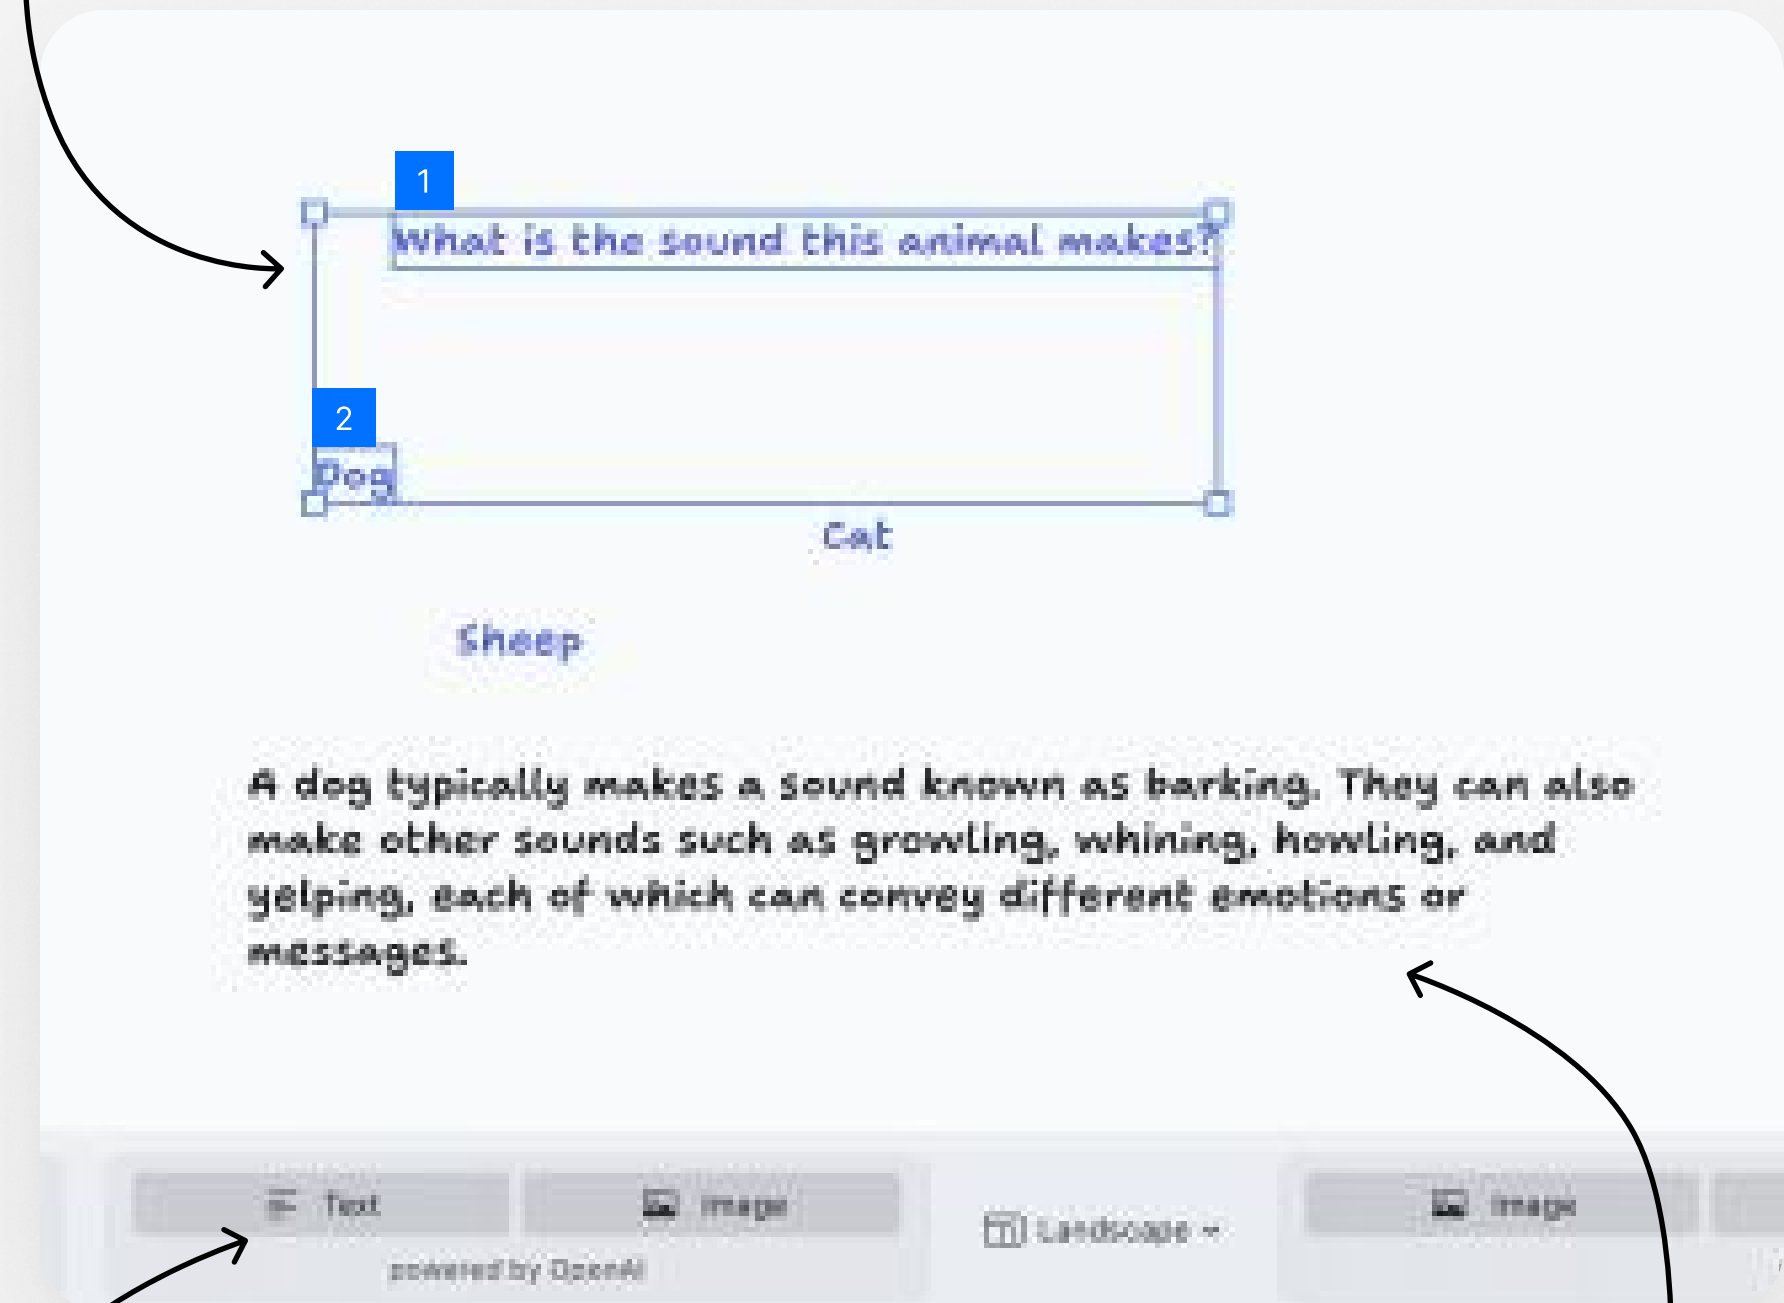 1
What is the sound this animal makes?
2
Dog
Cat
Sheep
A dog typically makes a sound known as barking. They can also
make other sounds such as growling, whining, howling, and
yelping, each of which can convey different emotions or
messages.
Text Image Landscape Image
powered by OpenAI